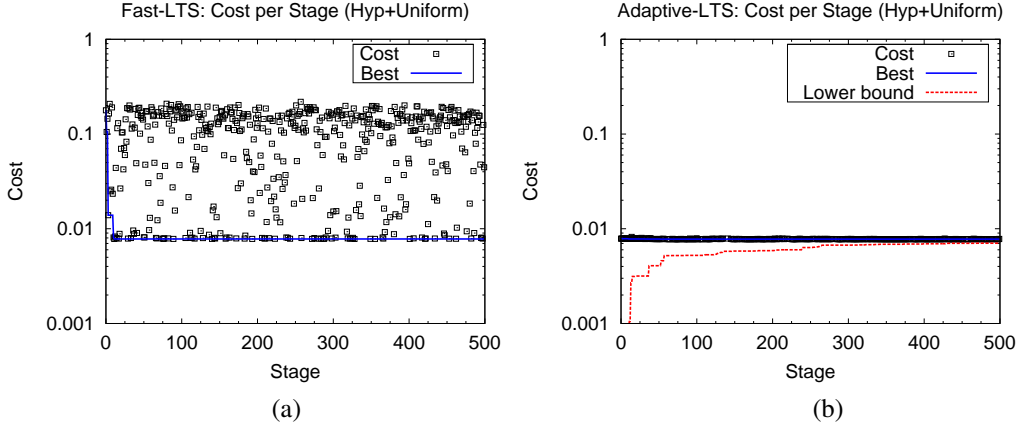 Fast-LTS: Cost per Stage (Hyp+Uniform)
1
0.1
0.01
0.001
Cost
Cost
Best
0 100 200 300 400 500
Stage
(a)
Adaptive-LTS: Cost per Stage (Hyp+Uniform)
1
0.1
0.01
0.001
Cost
Cost
Best
Lower bound
0 100 200 300 400 500
Stage
(b)